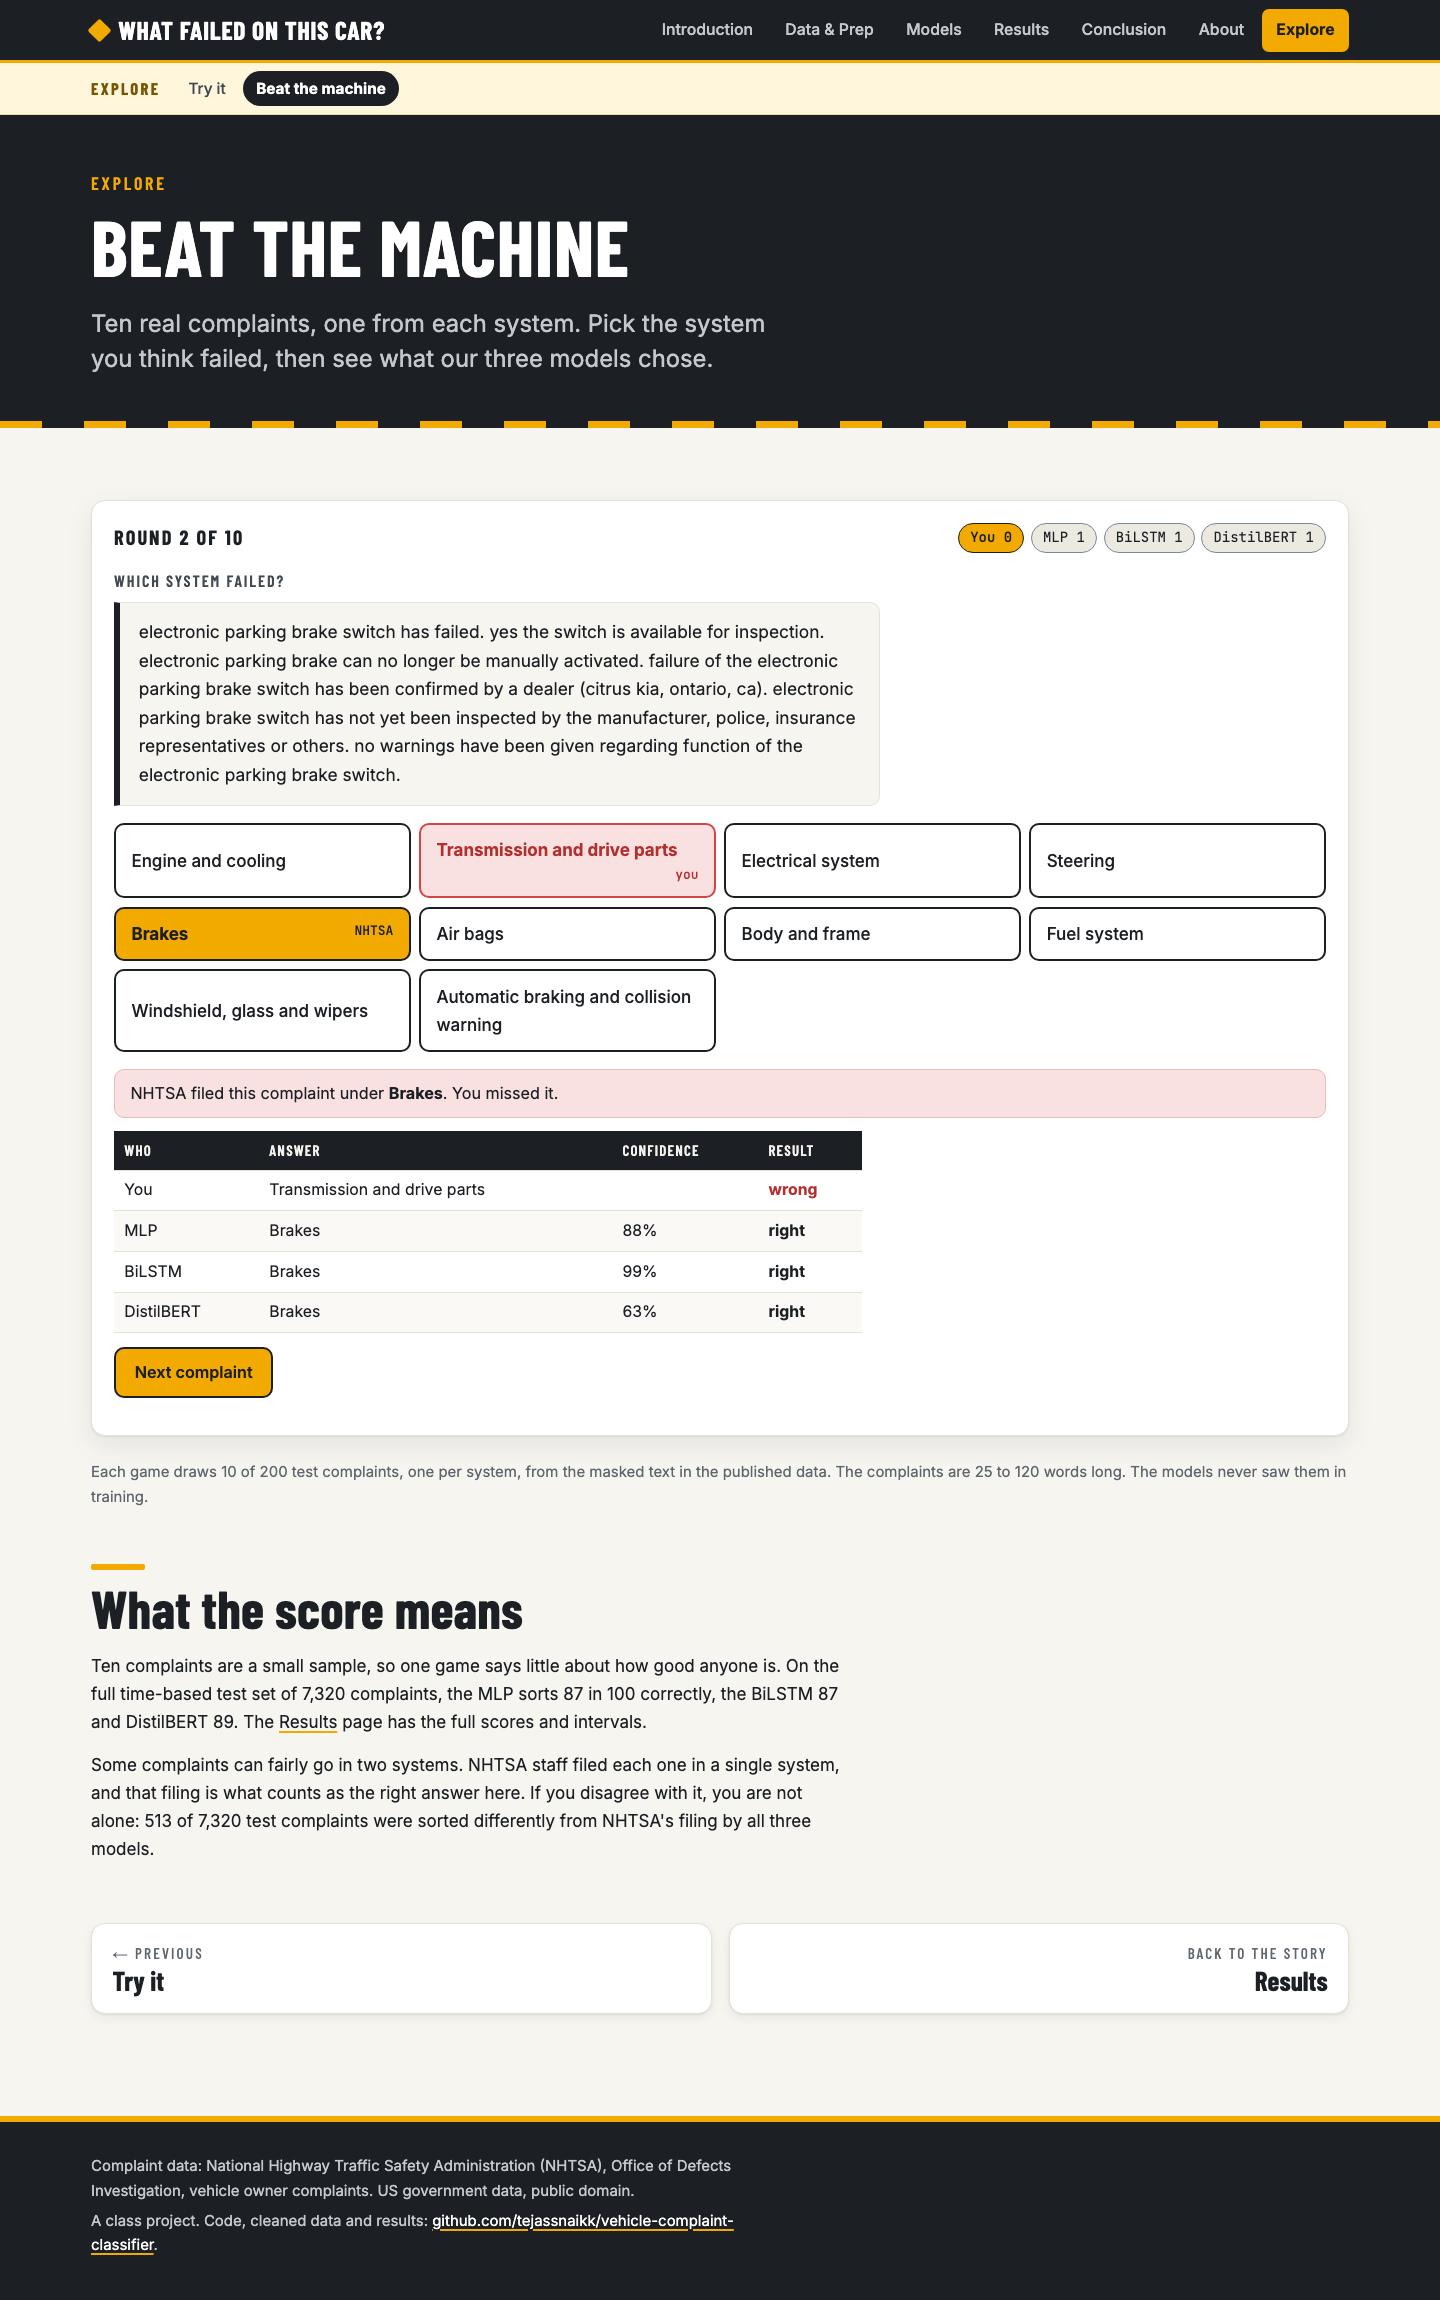 WHAT FAILED ON THIS CAR?
Introduction
Data & Prep
Models
Results
Conclusion
About
Explore
EXPLORE
Try it
Beat the machine
EXPLORE
BEAT THE MACHINE
Ten real complaints, one from each system. Pick the system
you think failed, then see what our three models chose.
ROUND 2 OF 10
You 0
MLP 1
BiLSTM 1
DistilBERT 1
WHICH SYSTEM FAILED?
electronic parking brake switch has failed. yes the switch is available for inspection.
electronic parking brake can no longer be manually activated. failure of the electronic
parking brake switch has been confirmed by a dealer (citrus kia, ontario, ca). electronic
parking brake switch has not yet been inspected by the manufacturer, police, insurance
representatives or others. no warnings have been given regarding function of the
electronic parking brake switch.
Engine and cooling
Transmission and drive parts
you
Electrical system
Steering
Brakes
NHTSA
Air bags
Body and frame
Fuel system
Windshield, glass and wipers
Automatic braking and collision
warning
NHTSA filed this complaint under Brakes. You missed it.
WHO ANSWER CONFIDENCE RESULT
You Transmission and drive parts wrong
MLP Brakes 88% right
BiLSTM Brakes 99% right
DistilBERT Brakes 63% right
Next complaint
Each game draws 10 of 200 test complaints, one per system, from the masked text in the published data. The complaints are 25 to 120 words long. The models never saw them in
training.
What the score means
Ten complaints are a small sample, so one game says little about how good anyone is. On the
full time-based test set of 7,320 complaints, the MLP sorts 87 in 100 correctly, the BiLSTM 87
and DistilBERT 89. The Results page has the full scores and intervals.
Some complaints can fairly go in two systems. NHTSA staff filed each one in a single system,
and that filing is what counts as the right answer here. If you disagree with it, you are not
alone: 513 of 7,320 test complaints were sorted differently from NHTSA's filing by all three
models.
← PREVIOUS
Try it
BACK TO THE STORY
Results
Complaint data: National Highway Traffic Safety Administration (NHTSA), Office of Defects
Investigation, vehicle owner complaints. US government data, public domain.
A class project. Code, cleaned data and results: github.com/tejassnaikk/vehicle-complaint-
classifier.